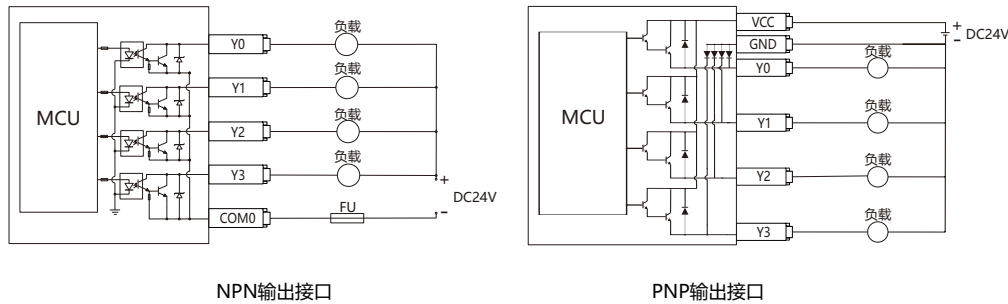 MCU
Y0
负载
Y1
负载
Y2
负载
Y3
负载
COM0
FU
+
DC24V
-
NPN输出接口
MCU
VCC
+
DC24V
-
GND
Y0
负载
Y1
负载
Y2
负载
Y3
负载
PNP输出接口